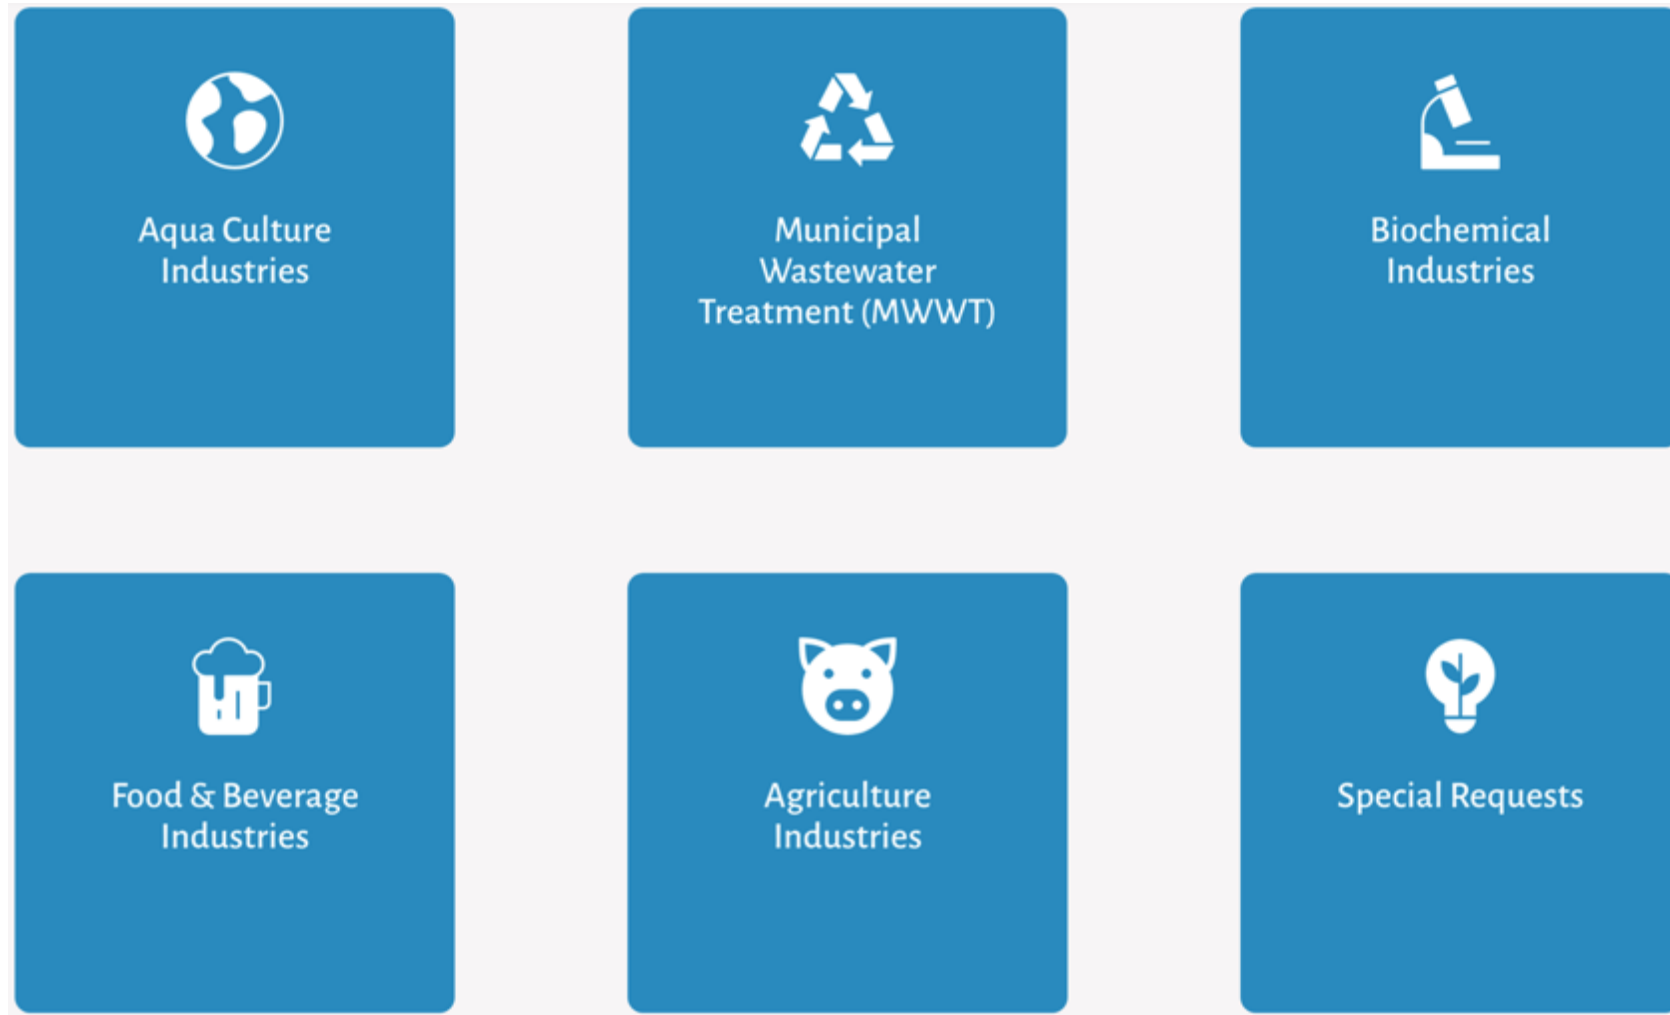 Aqua Culture
Industries
Municipal
Wastewater
Treatment (MWWT)
Biochemical
Industries
Food & Beverage
Industries
Agriculture
Industries
Special Requests